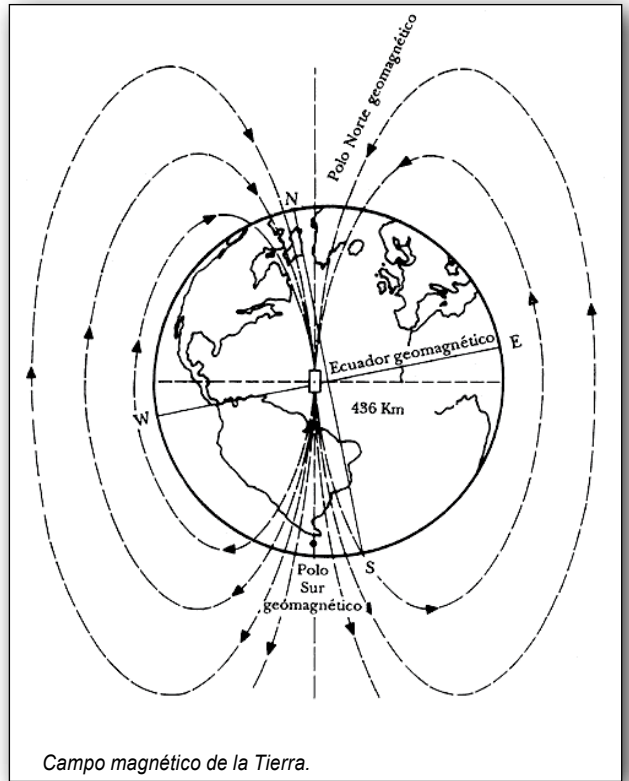 Polo Norte geomagnético
N
Ecuador geomagnético
E
436 Km
W
S
Polo
Sur
geomagnético
Campo magnético de la Tierra.